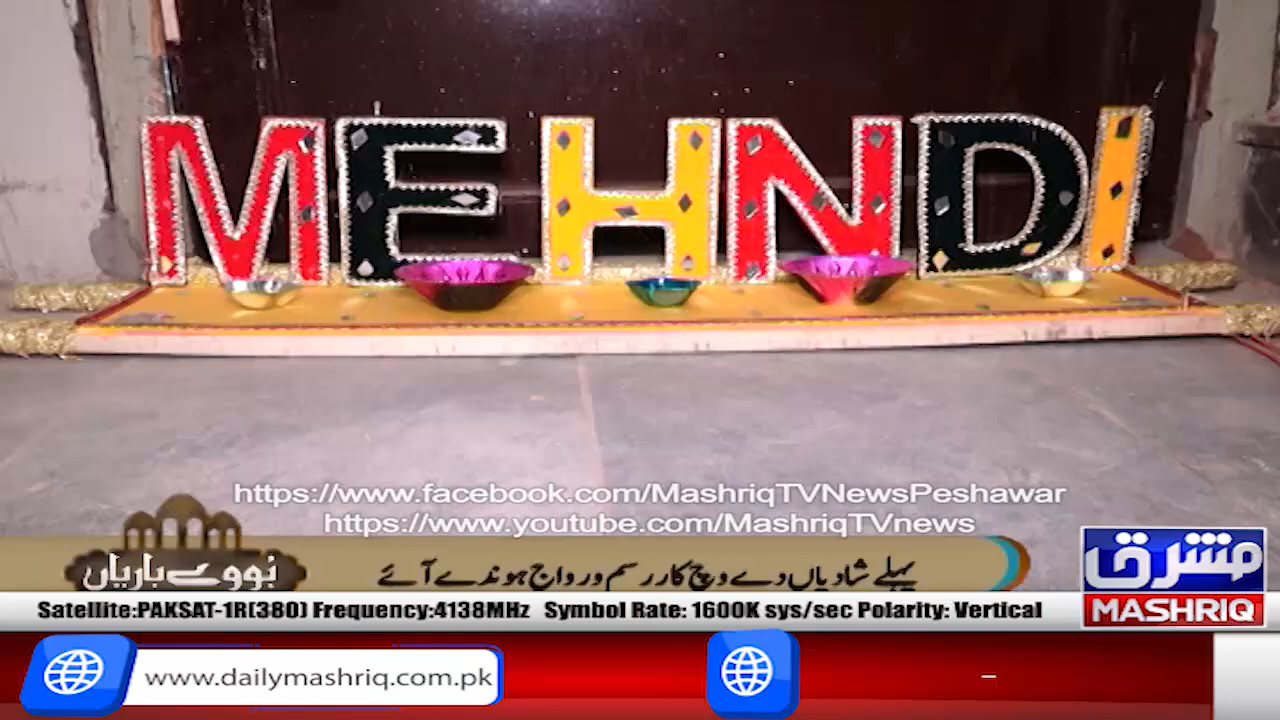 MEHNDI
https://www.facebook.com/MashriqTVNewsPeshawar
https://www.youtube.com/MashriqTVnews
بووے باریاں
پہلے شادیاں دے وچ کار رسم و رواج ہوندے آئے
مشرق
MASHRIQ
Satellite:PAKSAT-1R(380) Frequency:4138MHz Symbol Rate: 1600K sys/sec Polarity: Vertical
www.dailymashriq.com.pk